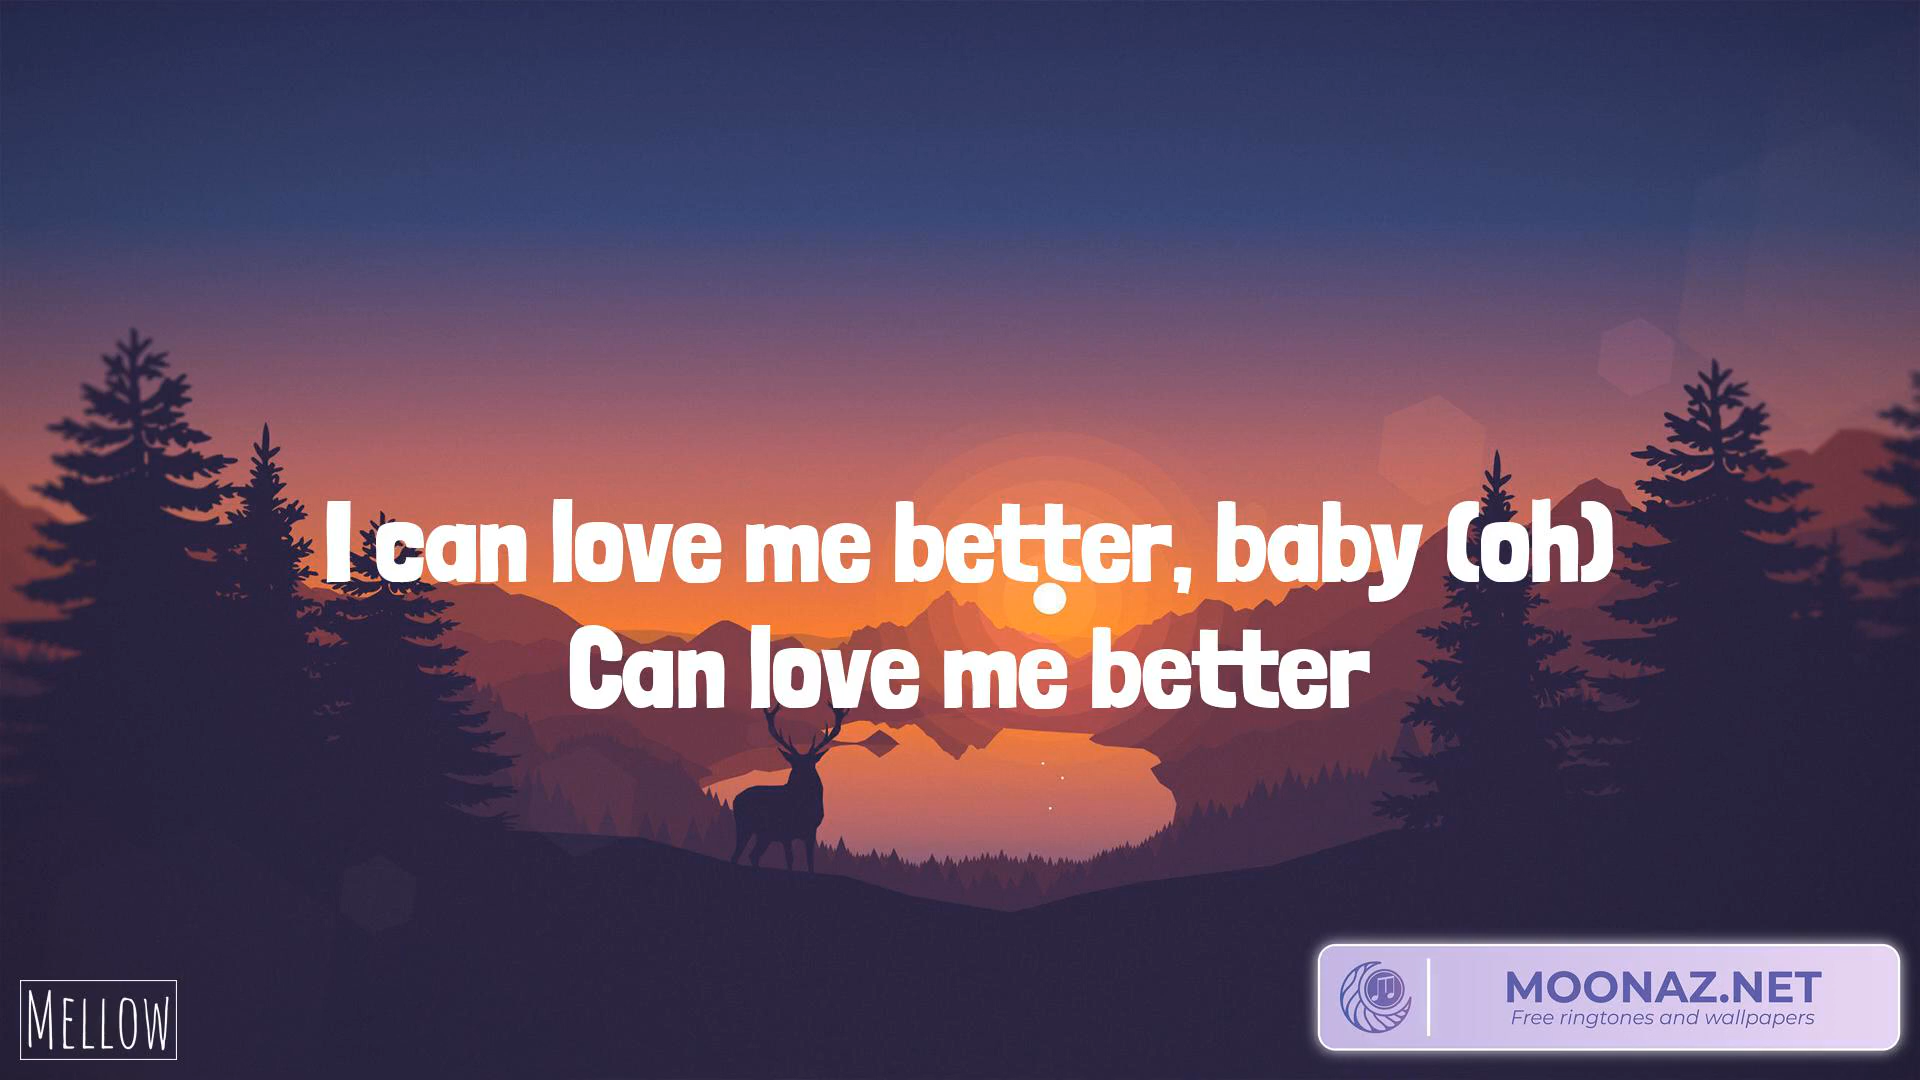 I can love me better, baby (oh)
Can love me better
MELLOW
MOONAZ.NET
Free ringtones and wallpapers